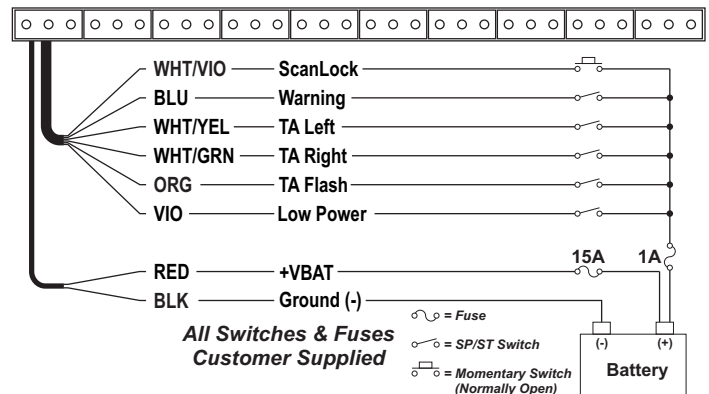 WHT/VIO ScanLock
BLU Warning
WHT/YEL TA Left
WHT/GRN TA Right
ORG TA Flash
VIO Low Power
15A 1A
RED +VBAT
BLK Ground (-)
All Switches & Fuses
Customer Supplied
= Fuse
= SP/ST Switch
= Momentary Switch
(Normally Open)
(-) (+)
Battery